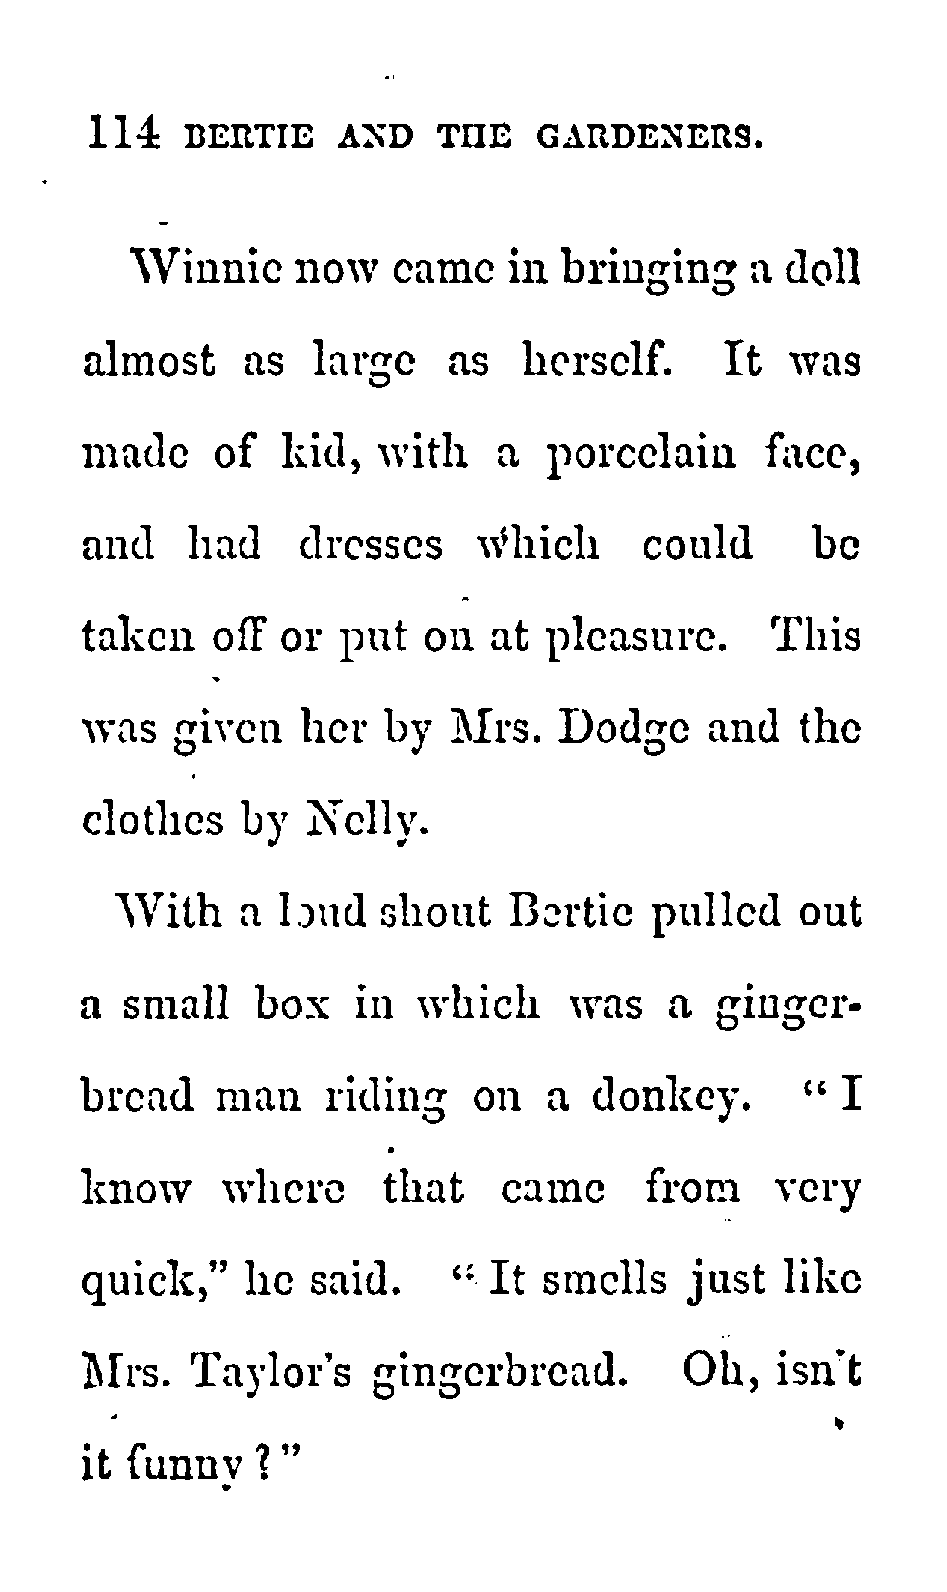 114 BERTIE AND THE GARDENERS.
Winnie now came in bringing a doll
almost as large as herself. It was
made of kid, with a porcelain face,
and had dresses which could be
taken off or put on at pleasure. This
was given her by Mrs. Dodge and the
clothes by Nelly.
With a loud shout Bertie pulled out
a small box in which was a ginger-
bread man riding on a donkey. "I
know where that came from very
quick," he said. "It smells just like
Mrs. Taylor's gingerbread. Oh, isn't
it funny?"